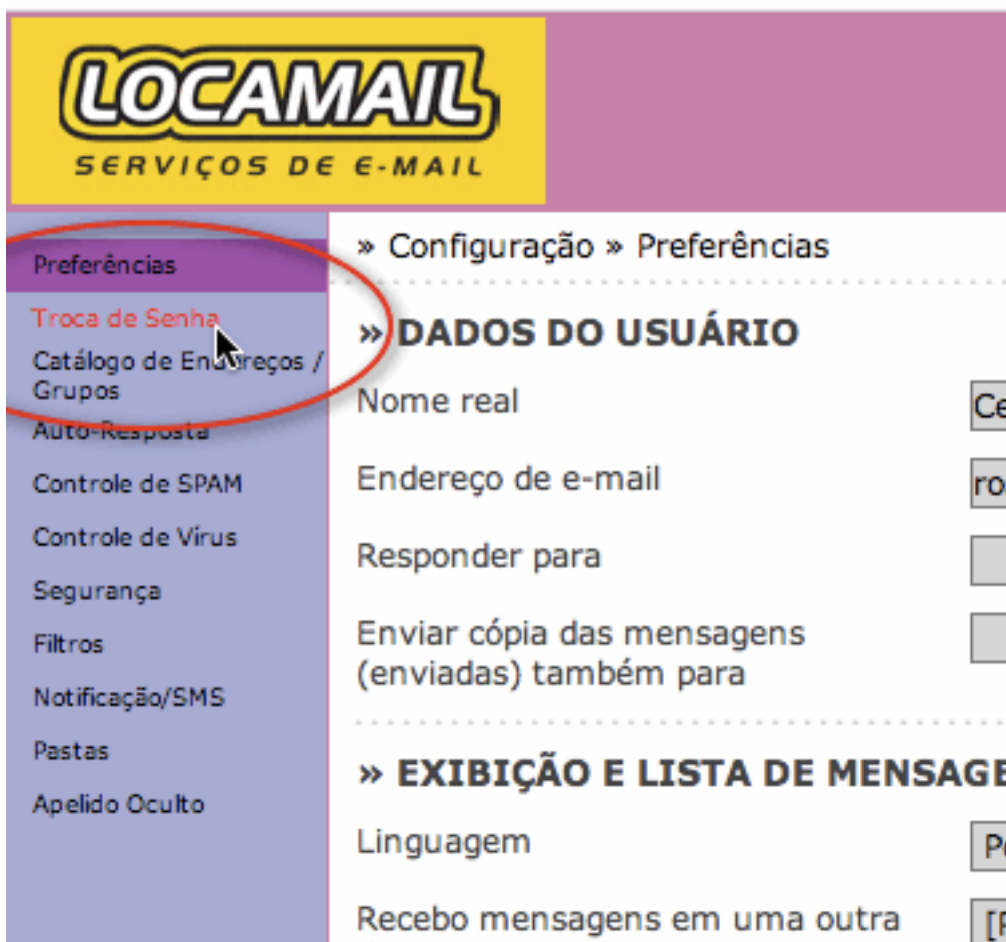 LOCAMAIL
SERVIÇOS DE E-MAIL
Preferências
Troca de Senha
Catálogo de Endereços /
Grupos
Auto-Resposta
Controle de SPAM
Controle de Vírus
Segurança
Filtros
Notificação/SMS
Pastas
Apelido Oculto
» Configuração » Preferências
» DADOS DO USUÁRIO
Nome real
Endereço de e-mail
Responder para
Enviar cópia das mensagens
(enviadas) também para
» EXIBIÇÃO E LISTA DE
Linguagem
Recebo mensagens em uma outra